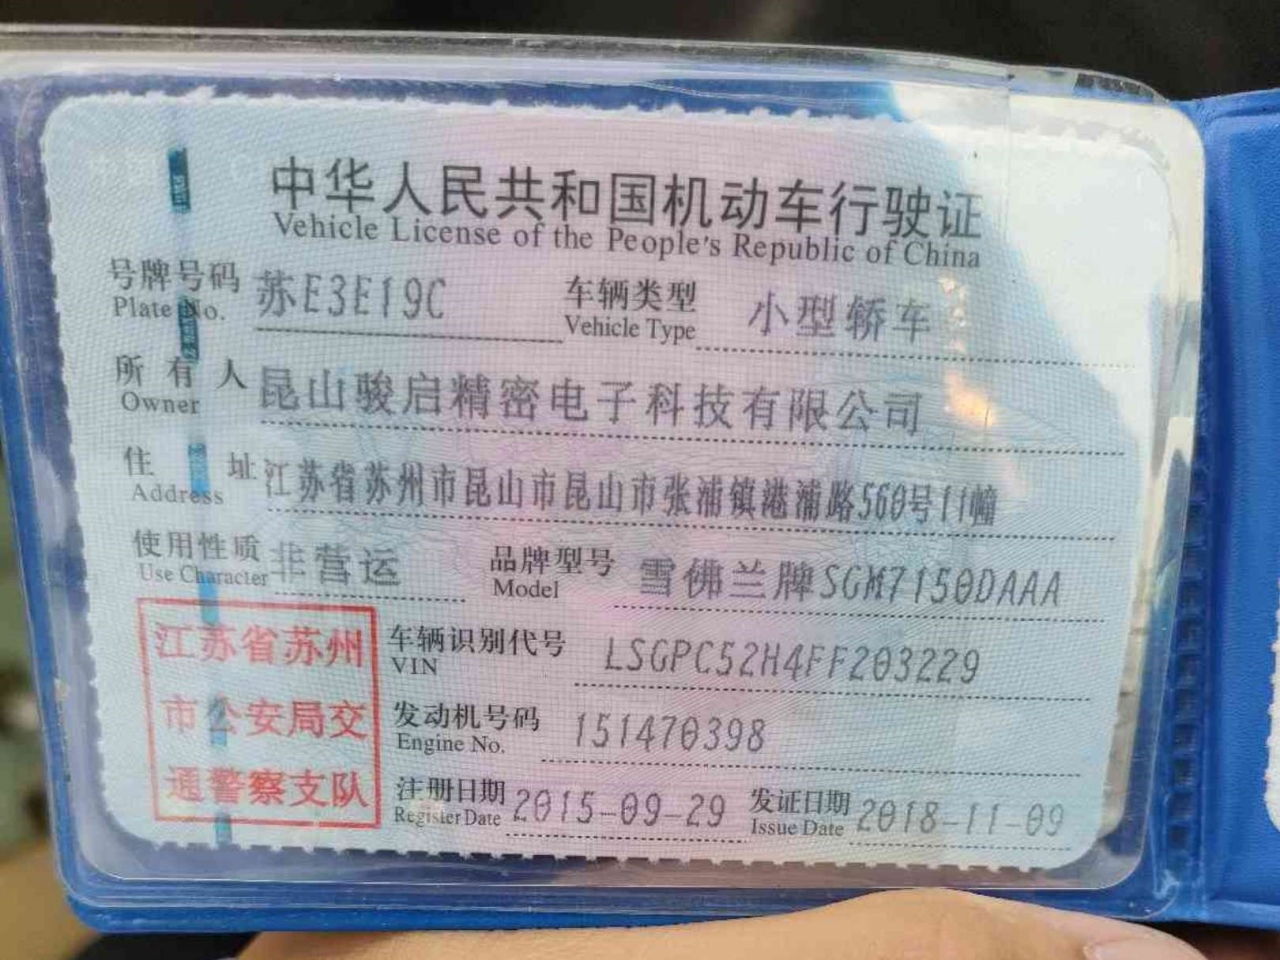 中华人民共和国机动车行驶证
Vehicle License of the People's Republic of China
号牌号码 苏E3E19C 车辆类型 小型轿车
Plate No. Vehicle Type
所有人 昆山骏启精密电子科技有限公司
Owner
住址 江苏省苏州市昆山市昆山市张浦镇港浦路560号11幢
Address
使用性质 非营运 品牌型号 雪佛兰牌SGM7150DAAA
Use Character Model
江苏省苏州 车辆识别代号 LSGPC52H4FF203229
VIN
市公安局交 发动机号码 151470398
Engine No.
通警察支队 注册日期 2015-09-29 发证日期 2018-11-09
Register Date Issue Date